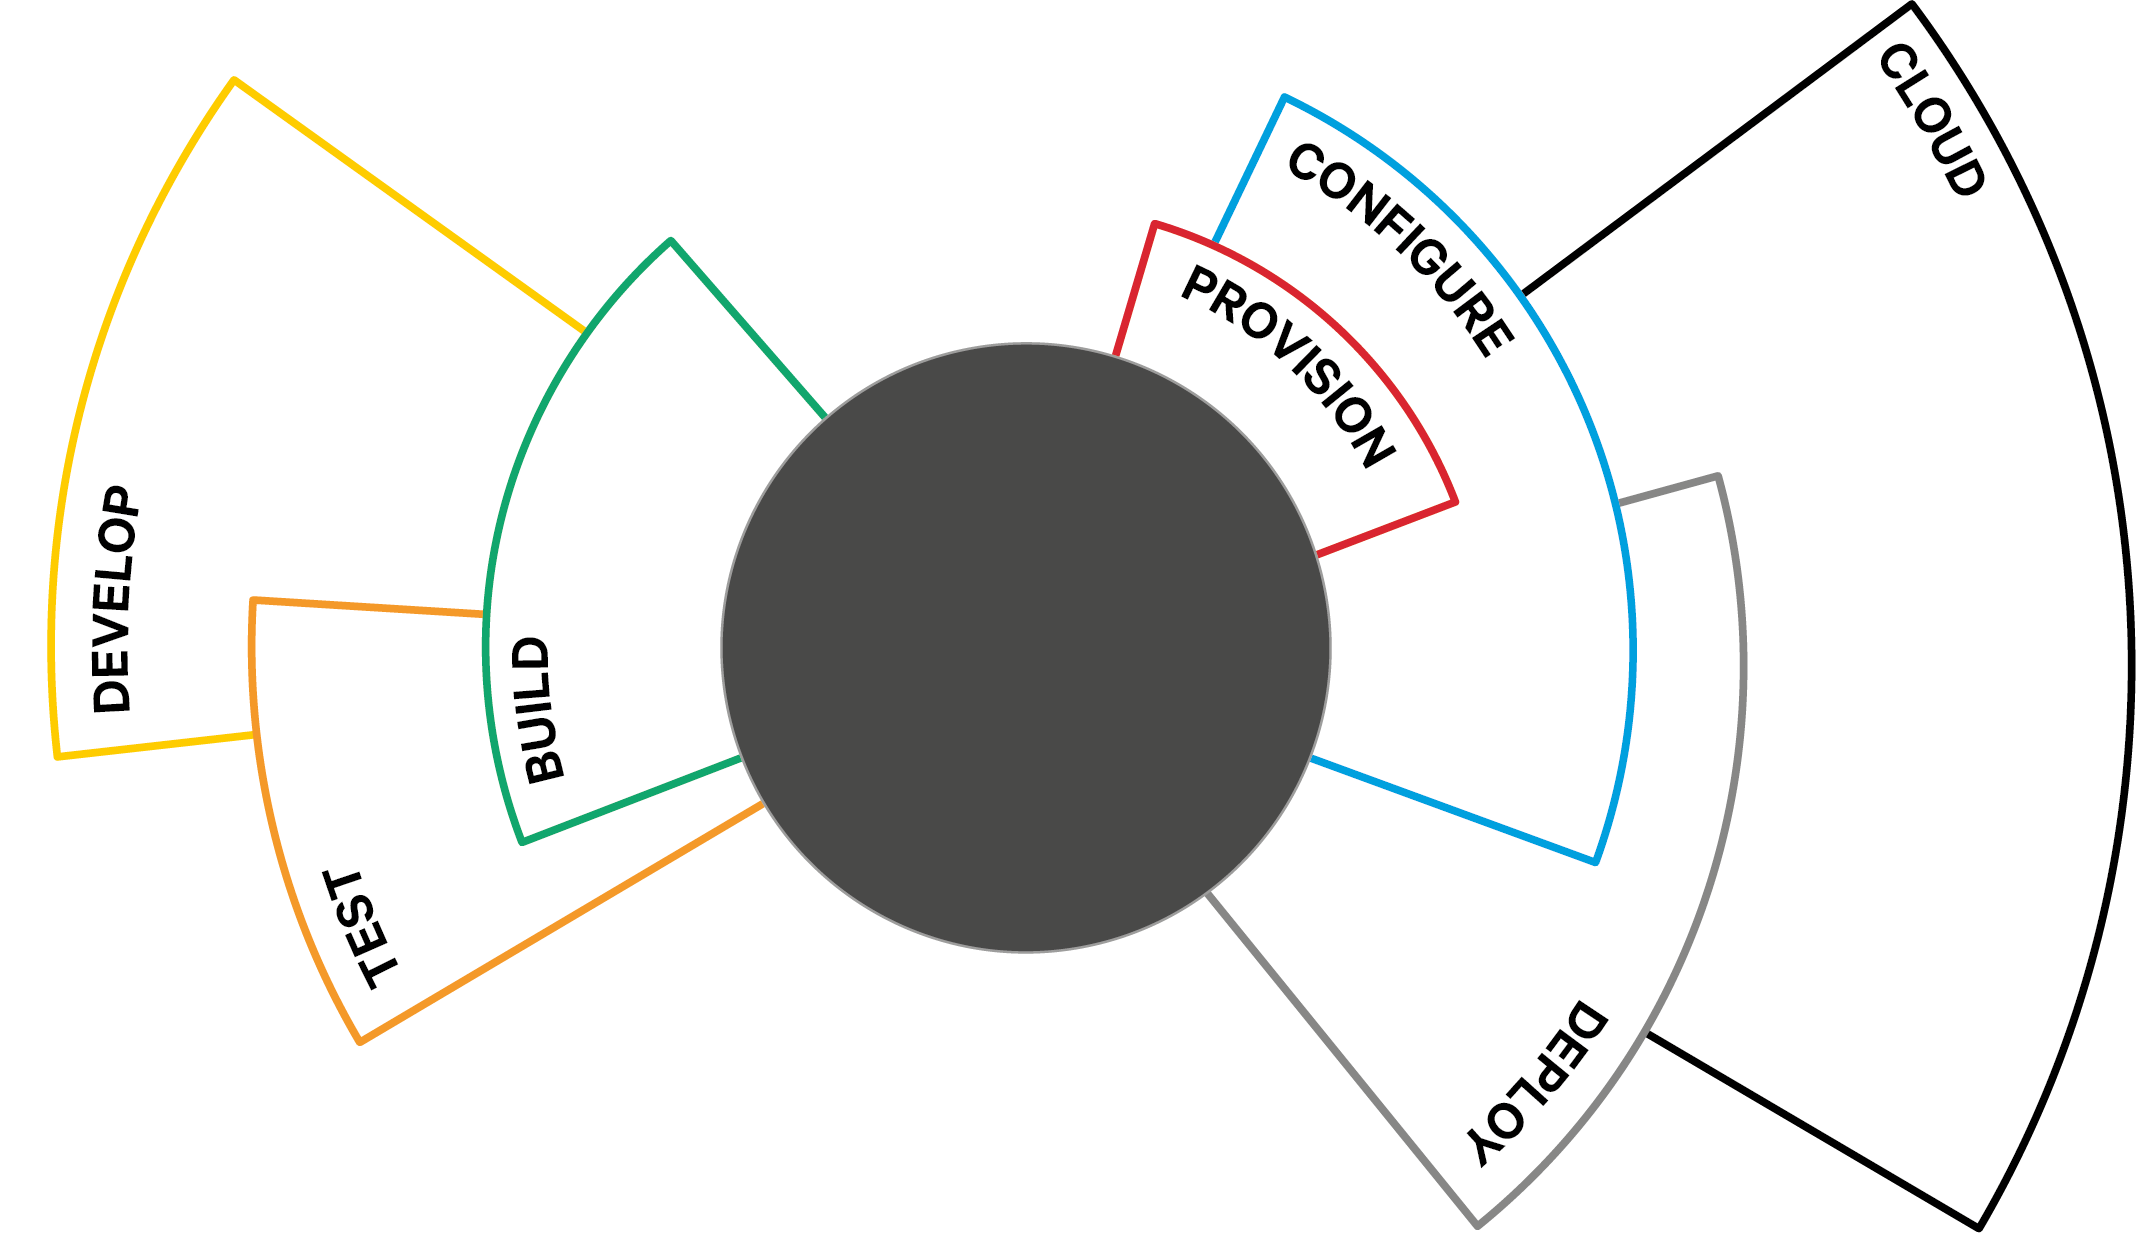 DEVELOP
BUILD
TEST
PROVISION
CONFIGURE
CLOUD
DEPLOY